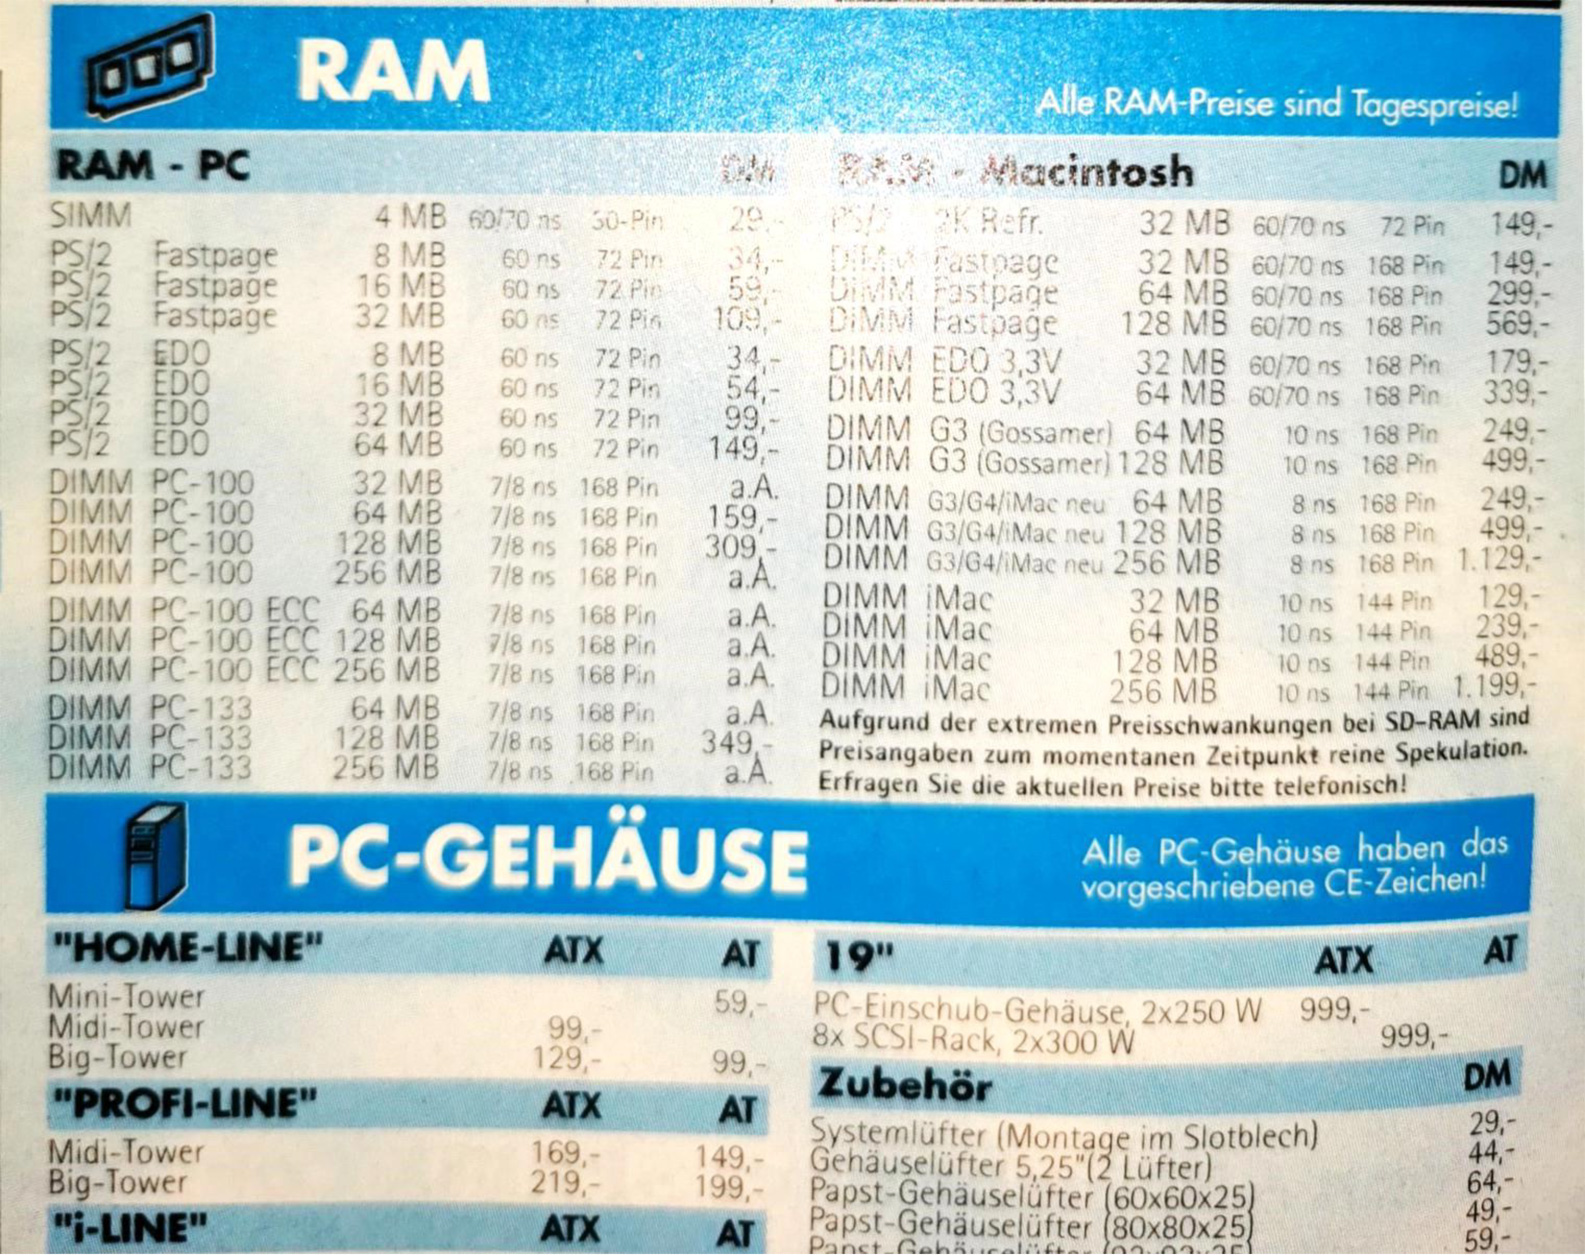 RAM
Alle RAM-Preise sind Tagespreise!
RAM - PC DM
SIMM 4 MB 60/70 ns 30-Pin 29,-
PS/2 Fastpage 8 MB 60 ns 72 Pin 34,-
PS/2 Fastpage 16 MB 60 ns 72 Pin 59,-
PS/2 Fastpage 32 MB 60 ns 72 Pin 109,-
PS/2 EDO 8 MB 60 ns 72 Pin 34,-
PS/2 EDO 16 MB 60 ns 72 Pin 54,-
PS/2 EDO 32 MB 60 ns 72 Pin 99,-
PS/2 EDO 64 MB 60 ns 72 Pin 149,-
DIMM PC-100 32 MB 7/8 ns 168 Pin a.A.
DIMM PC-100 64 MB 7/8 ns 168 Pin 159,-
DIMM PC-100 128 MB 7/8 ns 168 Pin 309,-
DIMM PC-100 256 MB 7/8 ns 168 Pin a.A.
DIMM PC-100 ECC 64 MB 7/8 ns 168 Pin a.A.
DIMM PC-100 ECC 128 MB 7/8 ns 168 Pin a.A.
DIMM PC-100 ECC 256 MB 7/8 ns 168 Pin a.A.
DIMM PC-133 64 MB 7/8 ns 168 Pin a.A.
DIMM PC-133 128 MB 7/8 ns 168 Pin 349,-
DIMM PC-133 256 MB 7/8 ns 168 Pin a.A.
RAM - Macintosh DM
PS/2 2K Refr. 32 MB 60/70 ns 72 Pin 149,-
DIMM Fastpage 32 MB 60/70 ns 168 Pin 149,-
DIMM Fastpage 64 MB 60/70 ns 168 Pin 299,-
DIMM Fastpage 128 MB 60/70 ns 168 Pin 569,-
DIMM EDO 3,3V 32 MB 60/70 ns 168 Pin 179,-
DIMM EDO 3,3V 64 MB 60/70 ns 168 Pin 339,-
DIMM G3 (Gossamer) 64 MB 10 ns 168 Pin 249,-
DIMM G3 (Gossamer) 128 MB 10 ns 168 Pin 499,-
DIMM G3/G4/iMac neu 64 MB 8 ns 168 Pin 249,-
DIMM G3/G4/iMac neu 128 MB 8 ns 168 Pin 499,-
DIMM G3/G4/iMac neu 256 MB 8 ns 168 Pin 1.129,-
DIMM iMac 32 MB 10 ns 144 Pin 129,-
DIMM iMac 64 MB 10 ns 144 Pin 239,-
DIMM iMac 128 MB 10 ns 144 Pin 489,-
DIMM iMac 256 MB 10 ns 144 Pin 1.199,-
Aufgrund der extremen Preisschwankungen bei SD-RAM sind
Preisangaben zum momentanen Zeitpunkt reine Spekulation.
Erfragen Sie die aktuellen Preise bitte telefonisch!
PC-GEHÄUSE
Alle PC-Gehäuse haben das
vorgeschriebene CE-Zeichen!
"HOME-LINE" ATX AT
Mini-Tower 59,-
Midi-Tower 99,-
Big-Tower 129,- 99,-
"PROFI-LINE" ATX AT
Midi-Tower 169,- 149,-
Big-Tower 219,- 199,-
"i-LINE" ATX AT
19" ATX AT
PC-Einschub-Gehäuse, 2x250 W 999,-
8x SCSI-Rack, 2x300 W 999,-
Zubehör DM
Systemlüfter (Montage im Slotblech) 29,-
Gehäuselüfter 5,25"(2 Lüfter) 44,-
Papst-Gehäuselüfter (60x60x25) 64,-
Papst-Gehäuselüfter (80x80x25) 49,-
Papst-Gehäuselüfter 59,-